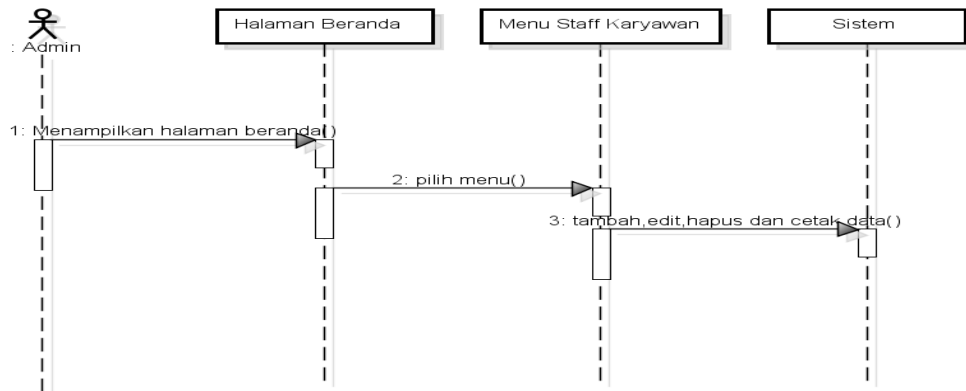 : Admin
Halaman Beranda
Menu Staff Karyawan
Sistem
1: Menampilkan halaman beranda()
2: pilih menu()
3: tambah,edit,hapus dan cetak data()